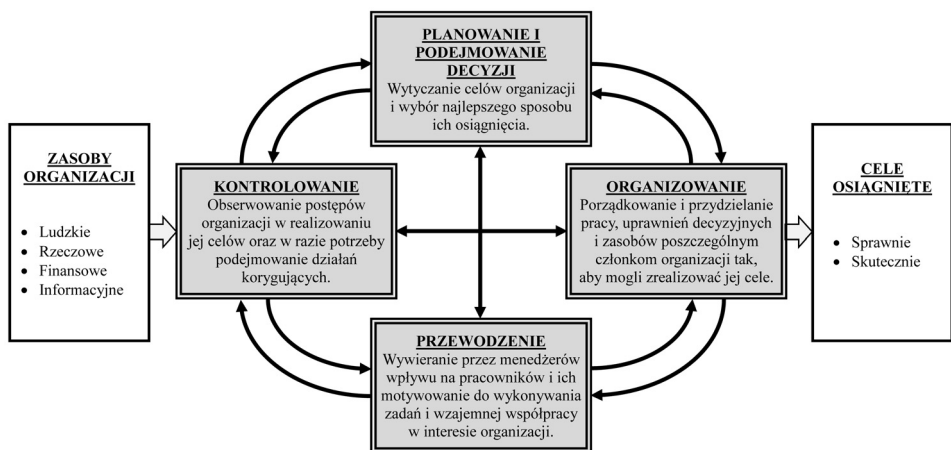 PLANOWANIE I
PODEJMOWANIE
DECYZJI
Wytyczanie celów organizacji
i wybór najlepszego sposobu
ich osiągnięcia.
ZASOBY
ORGANIZACJI
• Ludzkie
• Rzeczowe
• Finansowe
• Informacyjne
KONTROLOWANIE
Obserwowanie postępów
organizacji w realizowaniu
jej celów oraz w razie potrzeby
podejmowanie działań
korygujących.
ORGANIZOWANIE
Porządkowanie i przydzielanie
pracy, uprawnień decyzyjnych
i zasobów poszczególnym
członkom organizacji tak,
aby mogli zrealizować jej cele.
CELE
OSIĄGNIĘTE
• Sprawnie
• Skutecznie
PRZEWODZENIE
Wywieranie przez menedżerów
wpływu na pracowników i ich
motywowanie do wykonywania
zadań i wzajemnej współpracy
w interesie organizacji.